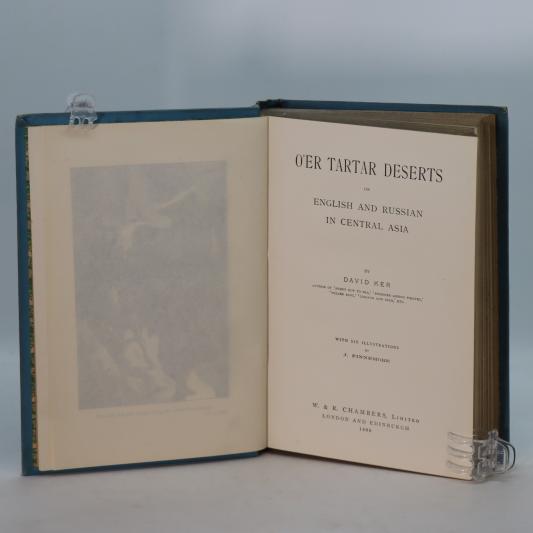 O'ER TARTAR DESERTS
OR
ENGLISH AND RUSSIAN
IN CENTRAL ASIA
BY
DAVID KER
WITH SIX ILLUSTRATIONS
BY
J. FINNEMORE
W. & R. CHAMBERS, LIMITED
LONDON AND EDINBURGH